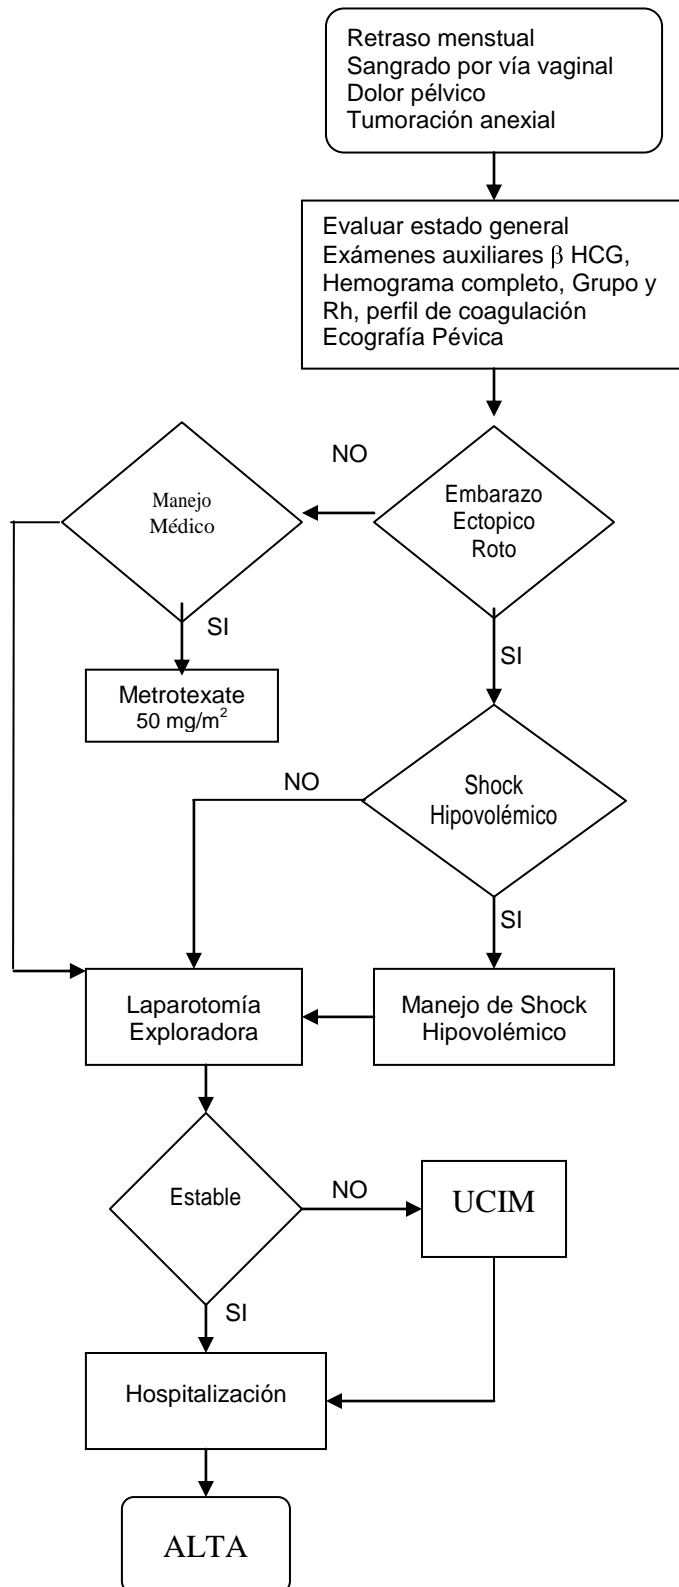 Retraso menstual
Sangrado por vía vaginal
Dolor pélvico
Tumoración anexial
Evaluar estado general
Exámenes auxiliares β HCG,
Hemograma completo, Grupo y
Rh, perfil de coagulación
Ecografía Pévica
NO
Manejo
Médico
Embarazo
Ectopico
Roto
SI
SI
Metrotexate
50 mg/m²
NO
Shock
Hipovolémico
SI
Laparotomía
Exploradora
Manejo de Shock
Hipovolémico
Estable
NO
UCIM
SI
Hospitalización
ALTA